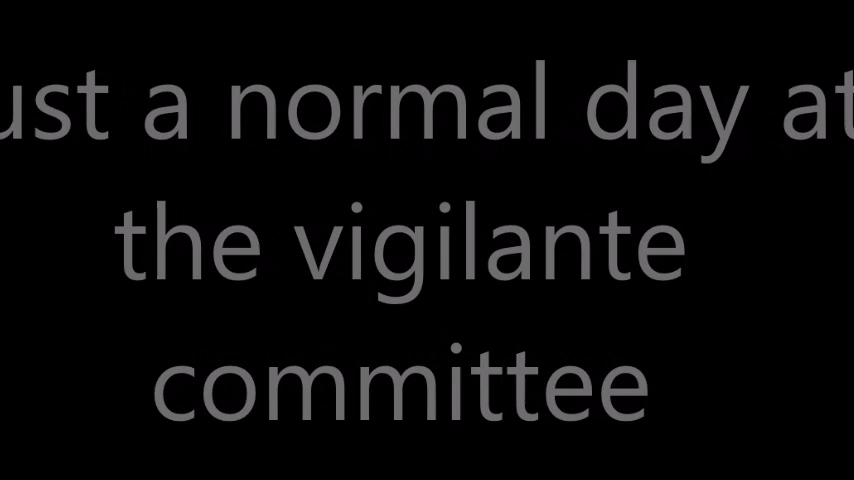 ust a normal day at
the vigilante
committee